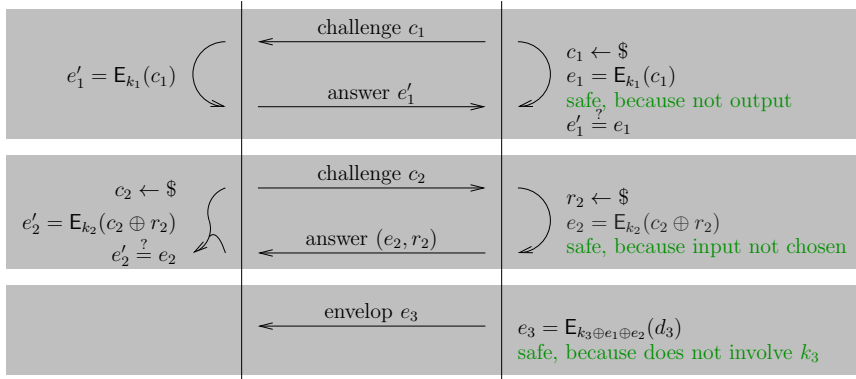 challenge c₁
c₁ ← $
e′₁ = E_{k₁}(c₁)
e₁ = E_{k₁}(c₁)
answer e′₁
safe, because not output
e′₁ ≟ e₁
challenge c₂
c₂ ← $
r₂ ← $
e′₂ = E_{k₂}(c₂ ⊕ r₂)
e₂ = E_{k₂}(c₂ ⊕ r₂)
answer (e₂, r₂)
e′₂ ≟ e₂
safe, because input not chosen
envelop e₃
e₃ = E_{k₃⊕e₁⊕e₂}(d₃)
safe, because does not involve k₃